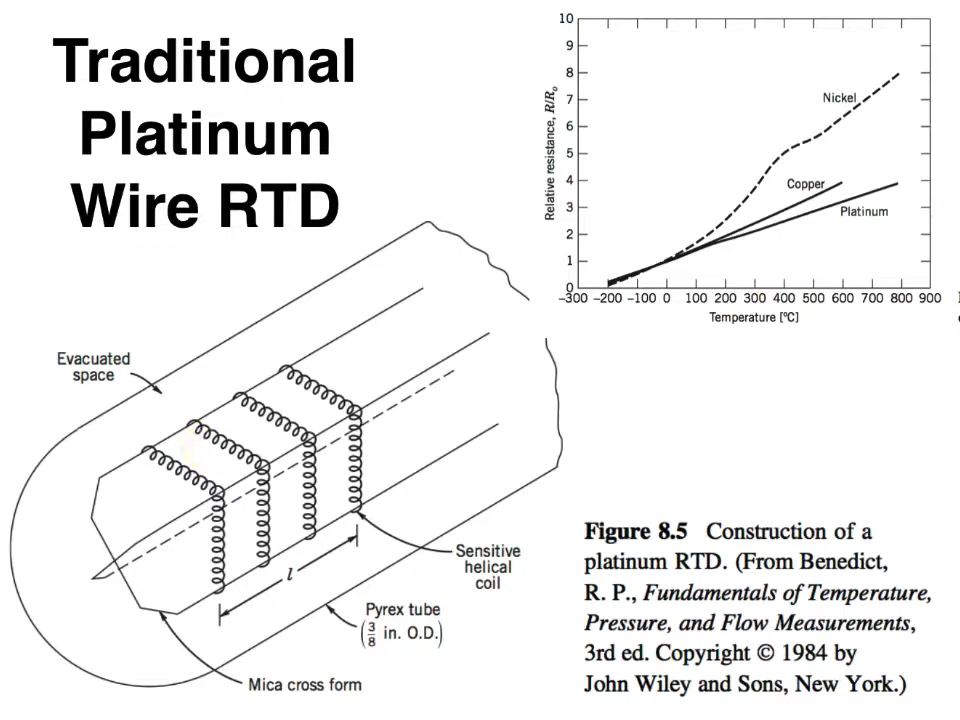 Traditional
Platinum
Wire RTD
10
9
8
7
6
5
4
3
2
1
0
Relative resistance, R/Rₒ
Nickel
Copper
Platinum
−300 −200 −100 0 100 200 300 400 500 600 700 800 900
Temperature [°C]
Evacuated
space
Sensitive
helical
coil
l
Pyrex tube
(3/8 in. O.D.)
Mica cross form
Figure 8.5 Construction of a
platinum RTD. (From Benedict,
R. P., Fundamentals of Temperature,
Pressure, and Flow Measurements,
3rd ed. Copyright © 1984 by
John Wiley and Sons, New York.)